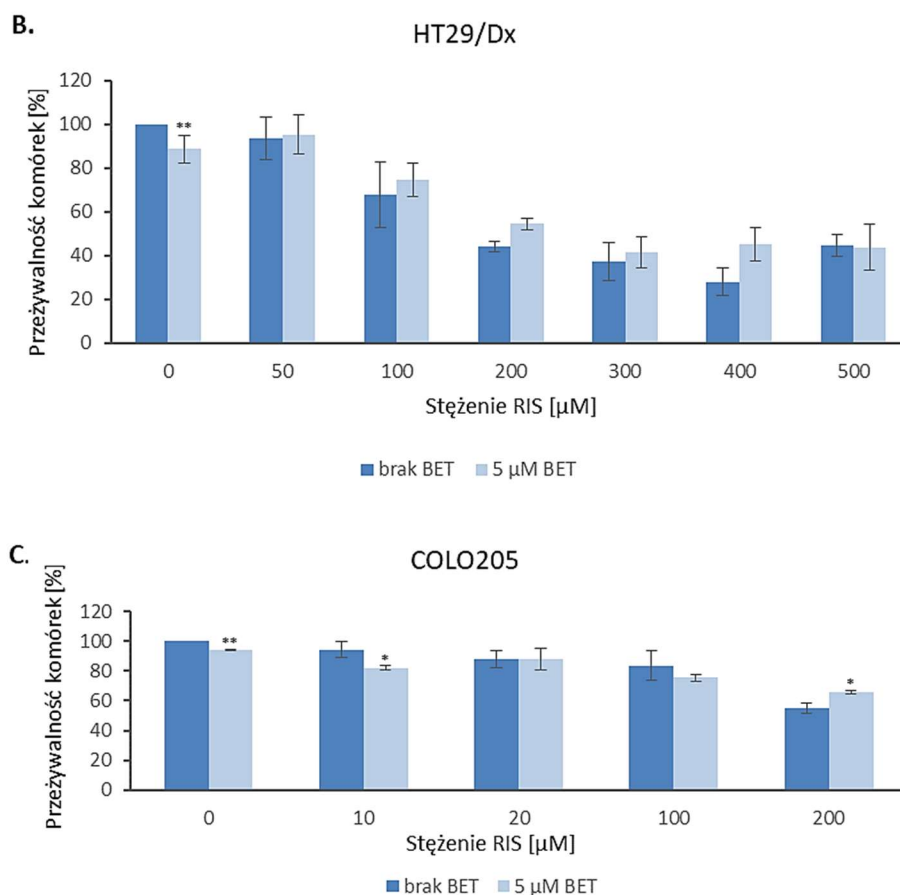 B.
HT29/Dx
Przeżywalność komórek [%]
120
100
80
60
40
20
0
**
0 50 100 200 300 400 500
Stężenie RIS [µM]
brak BET 5 µM BET
C.
COLO205
Przeżywalność komórek [%]
120
100
80
60
40
20
0
** * *
0 10 20 100 200
Stężenie RIS [µM]
brak BET 5 µM BET